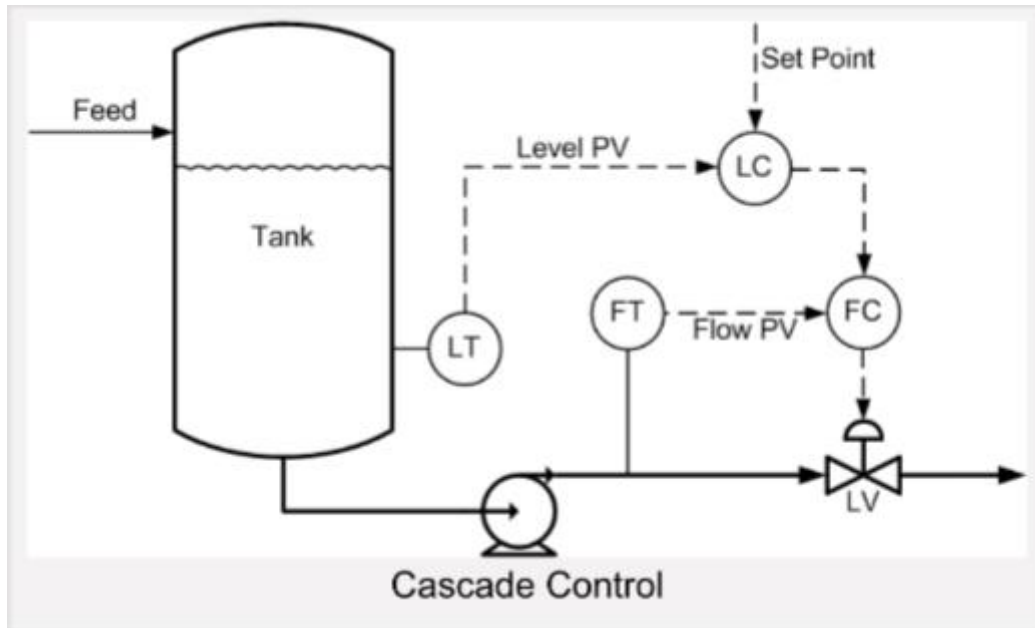 Set Point
Feed
Level PV
LC
Tank
FT
FC
Flow PV
LT
LV
Cascade Control